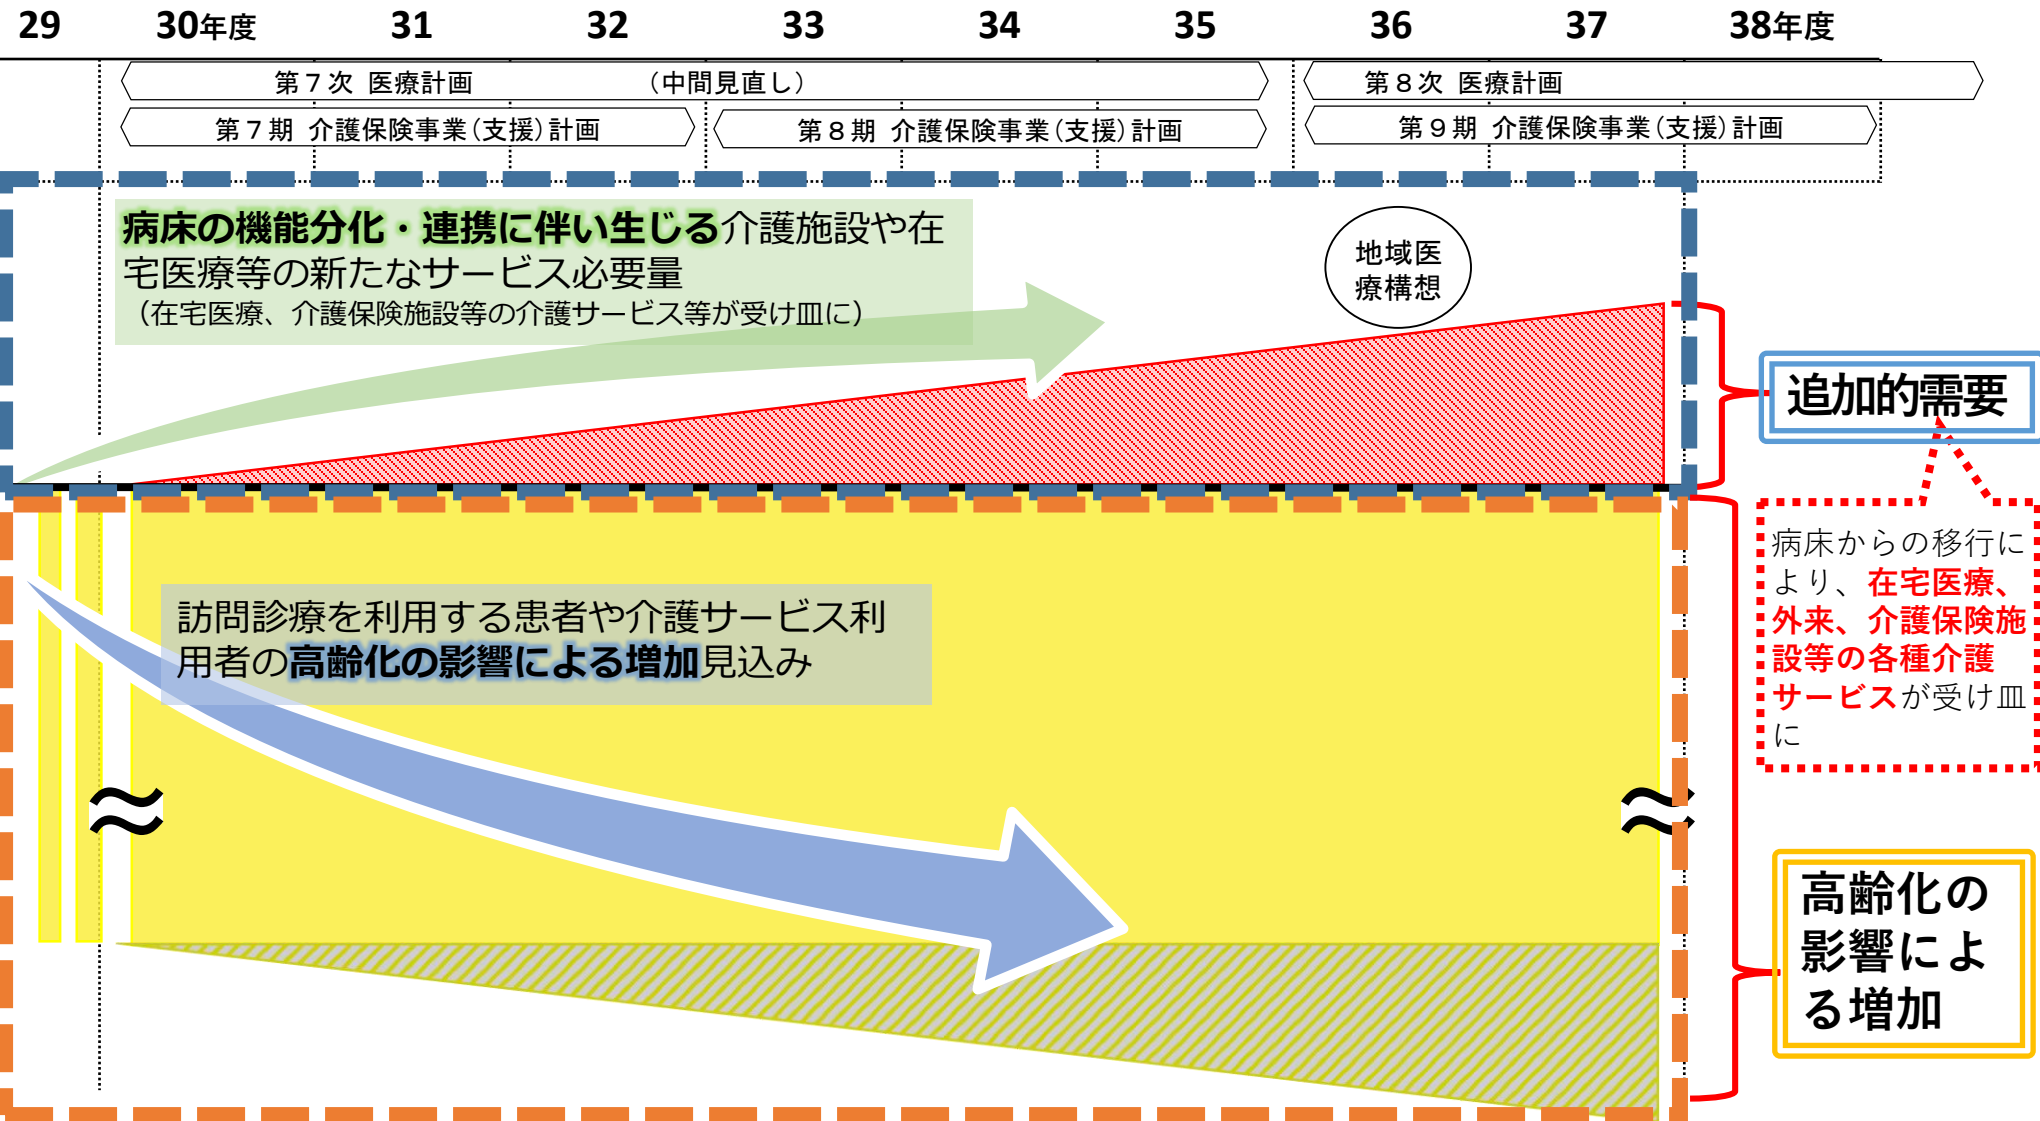 29 30年度 31 32 33 34 35 36 37 38年度
第７次 医療計画 （中間見直し）
第８次 医療計画
第７期 介護保険事業（支援）計画
第８期 介護保険事業（支援）計画
第９期 介護保険事業（支援）計画
病床の機能分化・連携に伴い生じる介護施設や在
宅医療等の新たなサービス必要量
（在宅医療、介護保険施設等の介護サービス等が受け皿に）
地域医
療構想
追加的需要
病床からの移行に
より、在宅医療、
外来、介護保険施
設等の各種介護
サービスが受け皿
に
訪問診療を利用する患者や介護サービス利
用者の高齢化の影響による増加見込み
高齢化の
影響によ
る増加